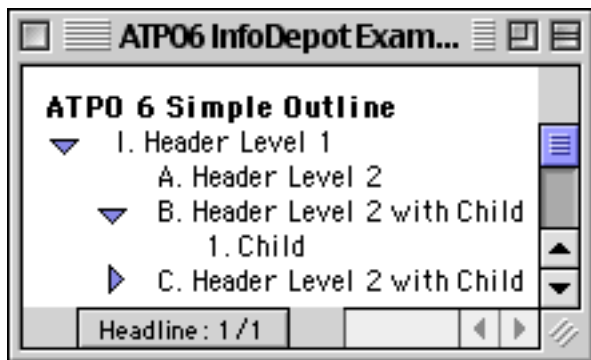 ATPO6 InfoDepot Exam...
ATPO 6 Simple Outline
I. Header Level 1
A. Header Level 2
B. Header Level 2 with Child
1. Child
C. Header Level 2 with Child
Headline: 1/1